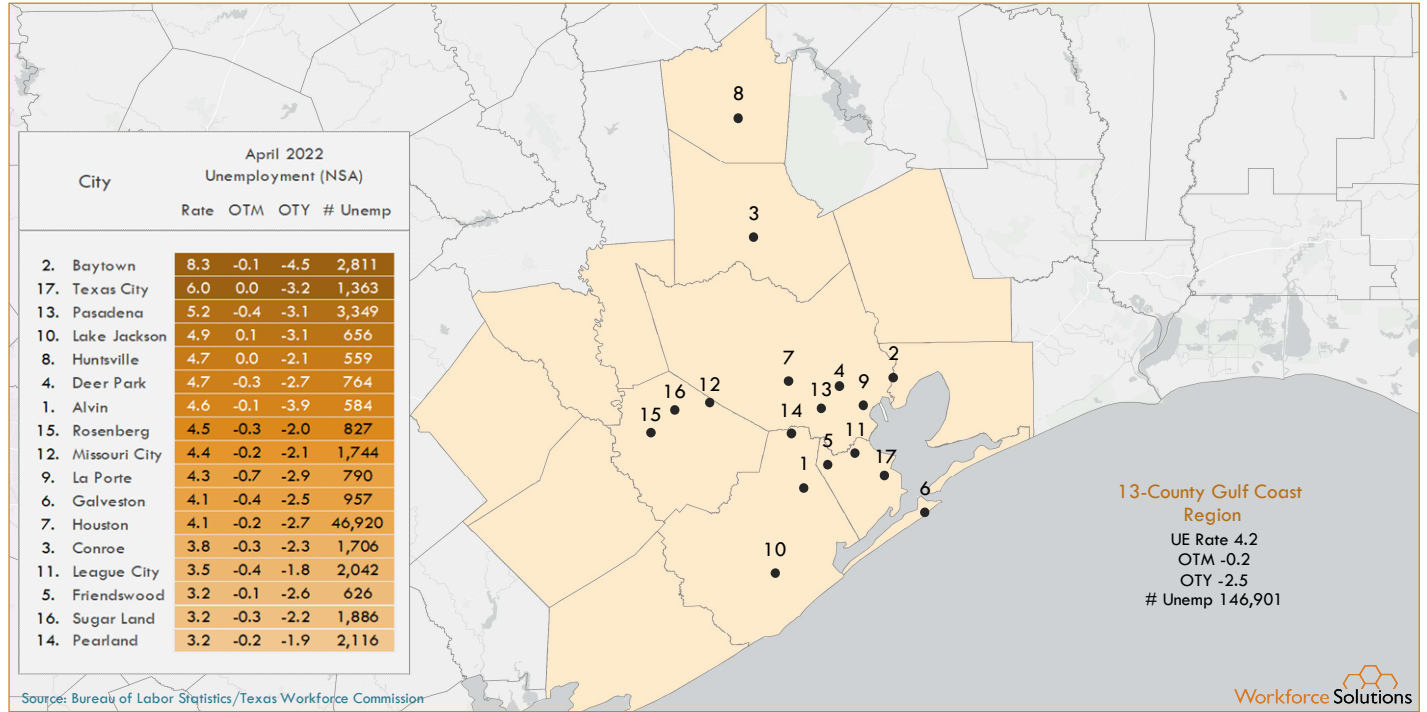 City
April 2022
Unemployment (NSA)
Rate OTM OTY # Unemp
2. Baytown 8.3 -0.1 -4.5 2,811
17. Texas City 6.0 0.0 -3.2 1,363
13. Pasadena 5.2 -0.4 -3.1 3,349
10. Lake Jackson 4.9 0.1 -3.1 656
8. Huntsville 4.7 0.0 -2.1 559
4. Deer Park 4.7 -0.3 -2.7 764
1. Alvin 4.6 -0.1 -3.9 584
15. Rosenberg 4.5 -0.3 -2.0 827
12. Missouri City 4.4 -0.2 -2.1 1,744
9. La Porte 4.3 -0.7 -2.9 790
6. Galveston 4.1 -0.4 -2.5 957
7. Houston 4.1 -0.2 -2.7 46,920
3. Conroe 3.8 -0.3 -2.3 1,706
11. League City 3.5 -0.4 -1.8 2,042
5. Friendswood 3.2 -0.1 -2.6 626
16. Sugar Land 3.2 -0.3 -2.2 1,886
14. Pearland 3.2 -0.2 -1.9 2,116
Source: Bureau of Labor Statistics/Texas Workforce Commission
8
3
7
4
2
16
12
13
9
15
14
11
5
17
1
6
10
13-County Gulf Coast
Region
UE Rate 4.2
OTM -0.2
OTY -2.5
# Unemp 146,901
Workforce Solutions